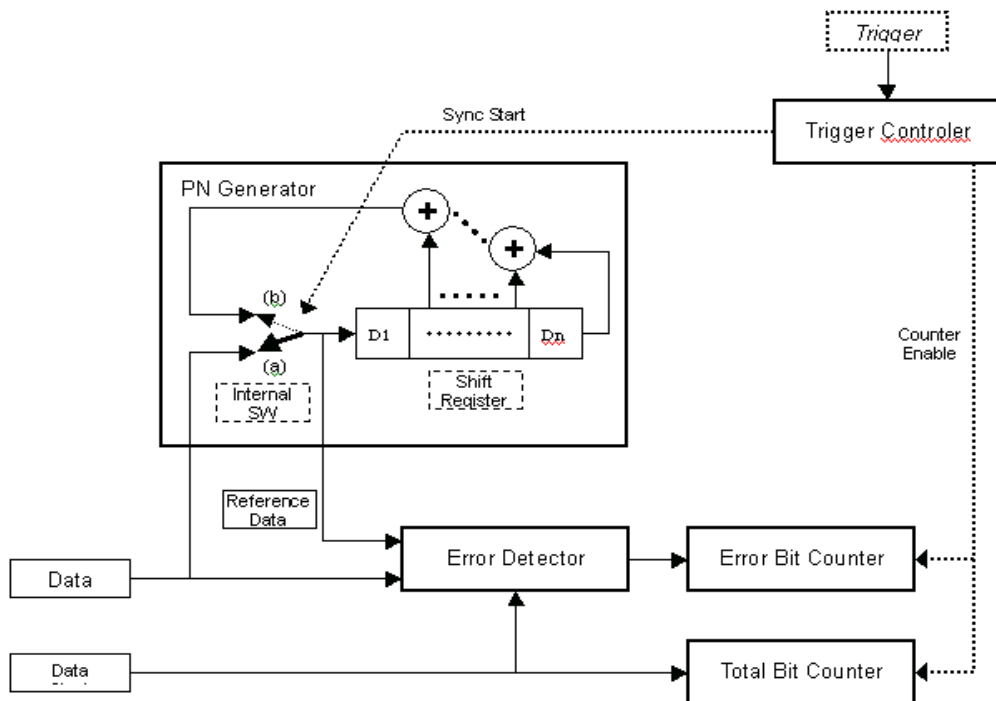 Trigger
Sync Start
Trigger Controler
PN Generator
+
+
(b)
D1
Dn
(a)
Internal
SW
Shift
Register
Counter
Enable
Reference
Data
Error Detector
Error Bit Counter
Data
Data
Total Bit Counter